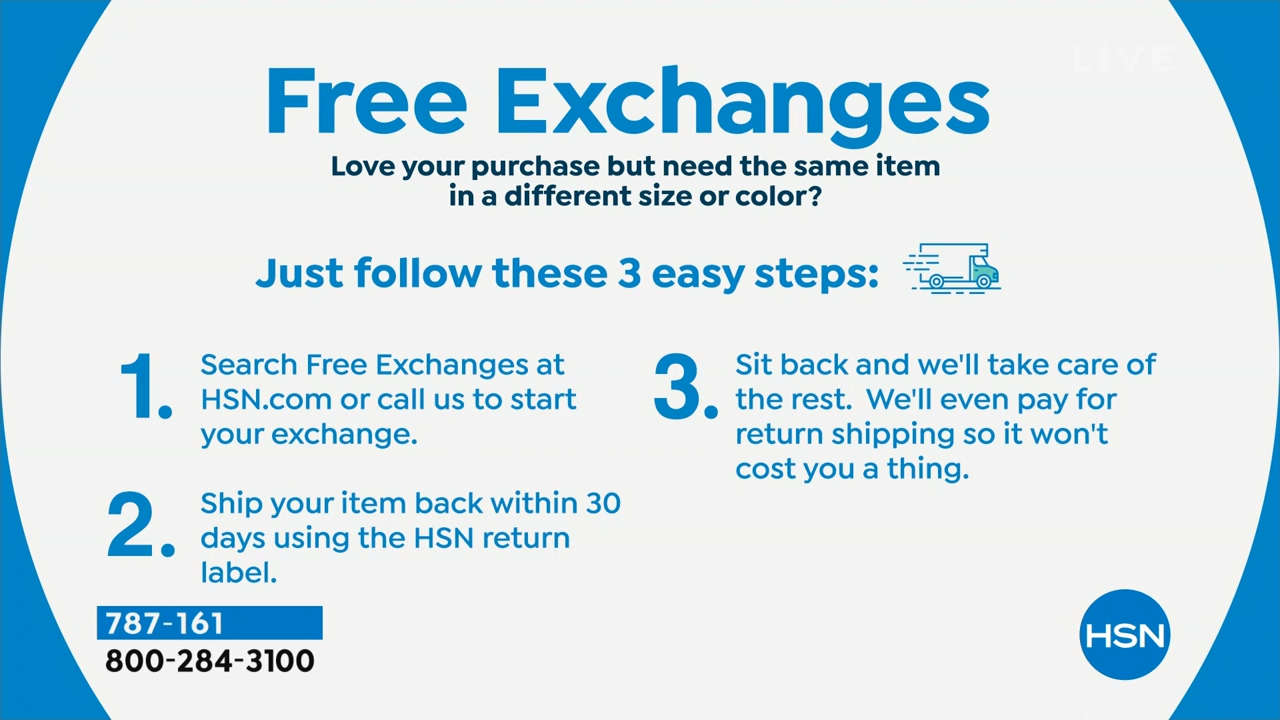 LIVE
Free Exchanges
Love your purchase but need the same item
in a different size or color?
Just follow these 3 easy steps:
1. Search Free Exchanges at
HSN.com or call us to start
your exchange.
2. Ship your item back within 30
days using the HSN return
label.
3. Sit back and we'll take care of
the rest.  We'll even pay for
return shipping so it won't
cost you a thing.
787-161
800-284-3100
HSN